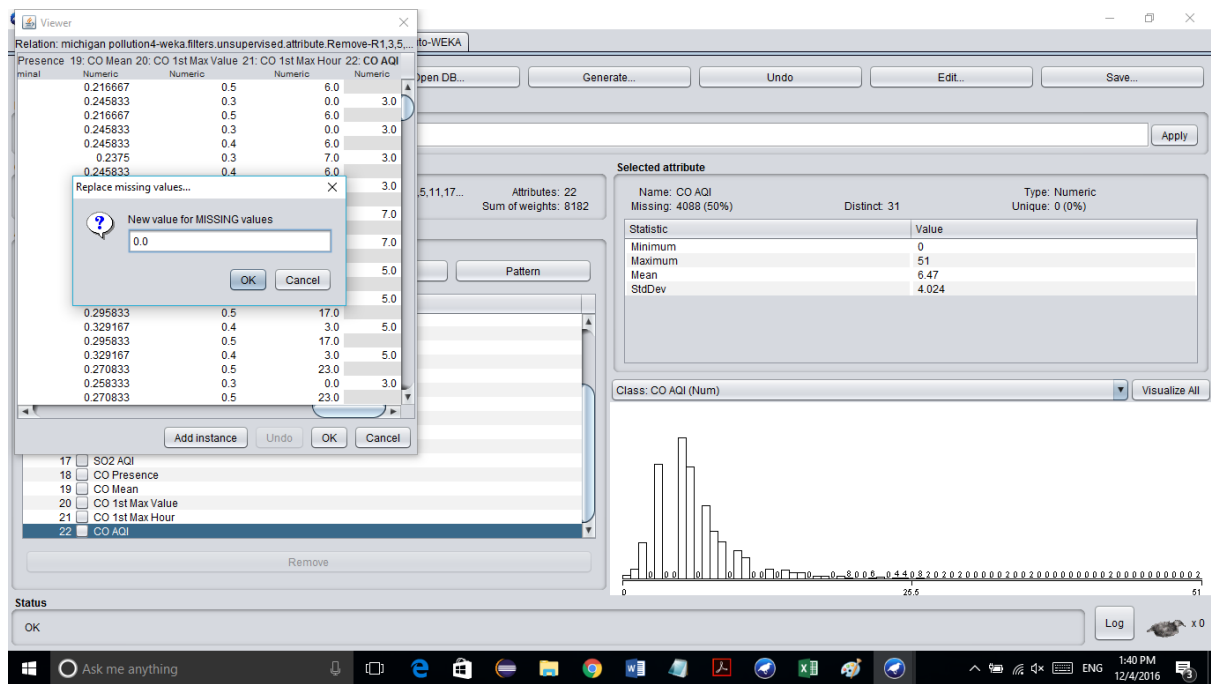 Viewer
Relation: michigan pollution4-weka.filters.unsupervised.attribute.Remove-R1,3,5,...
Presence 19: CO Mean 20: CO 1st Max Value 21: CO 1st Max Hour 22: CO AQI
minal Numeric Numeric Numeric Numeric
0.216667 0.5 6.0
0.245833 0.3 0.0 3.0
0.216667 0.5 6.0
0.245833 0.3 0.0 3.0
0.245833 0.4 6.0
0.2375 0.3 7.0 3.0
0.245833 0.4 6.0
3.0
7.0
7.0
5.0
5.0
Replace missing values...
New value for MISSING values
0.0
OK Cancel
0.295833 0.5 17.0
0.329167 0.4 3.0 5.0
0.295833 0.5 17.0
0.329167 0.4 3.0 5.0
0.270833 0.5 23.0
0.258333 0.3 0.0 3.0
0.270833 0.5 23.0
Add instance Undo OK Cancel
to-WEKA
Open DB... Generate... Undo Edit... Save...
Apply
,5,11,17... Attributes: 22
Sum of weights: 8182
Pattern
17 SO2 AQI
18 CO Presence
19 CO Mean
20 CO 1st Max Value
21 CO 1st Max Hour
22 CO AQI
Remove
Selected attribute
Name: CO AQI Type: Numeric
Missing: 4088 (50%) Distinct: 31 Unique: 0 (0%)
Statistic Value
Minimum 0
Maximum 51
Mean 6.47
StdDev 4.024
Class: CO AQI (Num) Visualize All
0 25.5 51
Status
OK Log x 0
Ask me anything
ENG 1:40 PM
12/4/2016